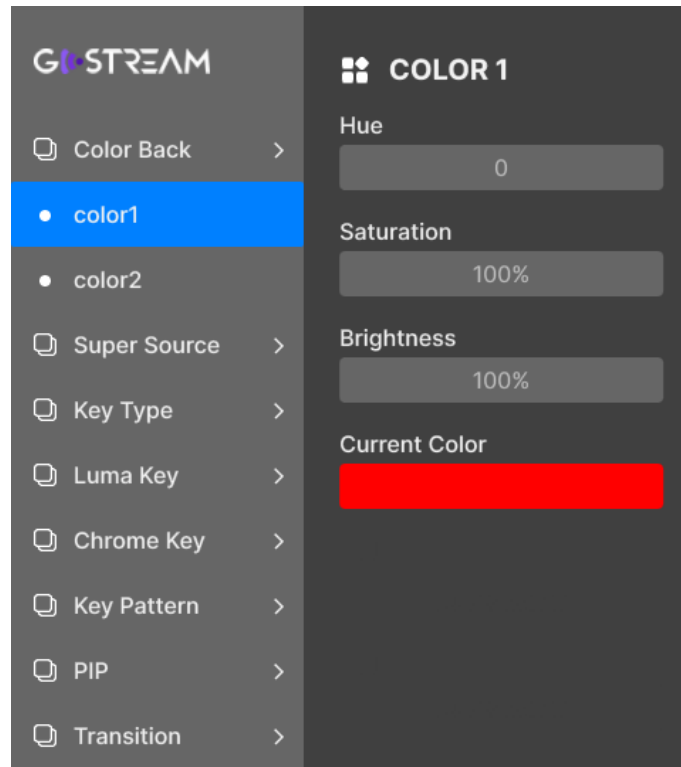 GOSTREAM
Color Back
color1
color2
Super Source
Key Type
Luma Key
Chrome Key
Key Pattern
PIP
Transition
COLOR 1
Hue
0
Saturation
100%
Brightness
100%
Current Color